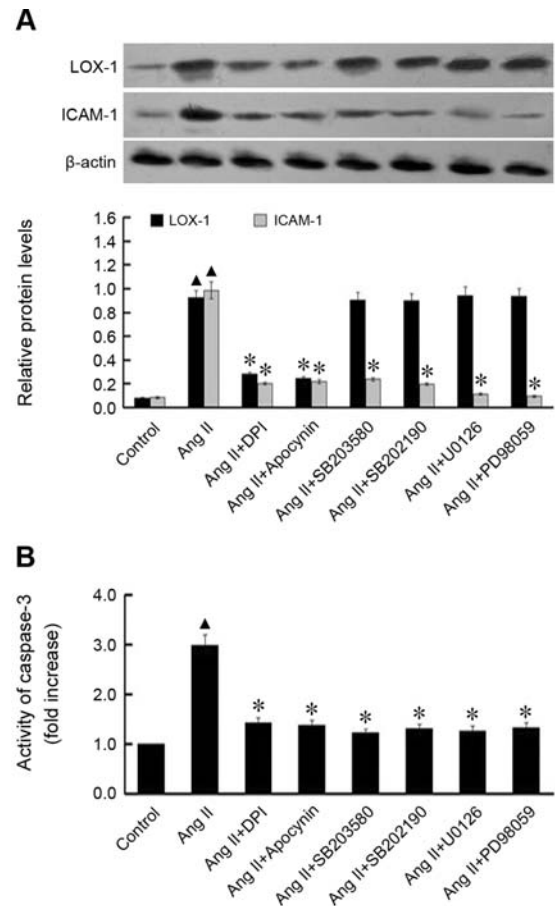 A
LOX-1
ICAM-1
β-actin
Relative protein levels
1.6
1.4
1.2
1.0
0.8
0.6
0.4
0.2
0.0
LOX-1 ICAM-1
▲ ▲
* * * * * * * *
Control
Ang II
Ang II+DPI
Ang II+Apocynin
Ang II+SB203580
Ang II+SB202190
Ang II+U0126
Ang II+PD98059
B
Activity of caspase-3
(fold increase)
4.0
3.0
2.0
1.0
0.0
▲
* * * * * *
Control
Ang II
Ang II+DPI
Ang II+Apocynin
Ang II+SB203580
Ang II+SB202190
Ang II+U0126
Ang II+PD98059